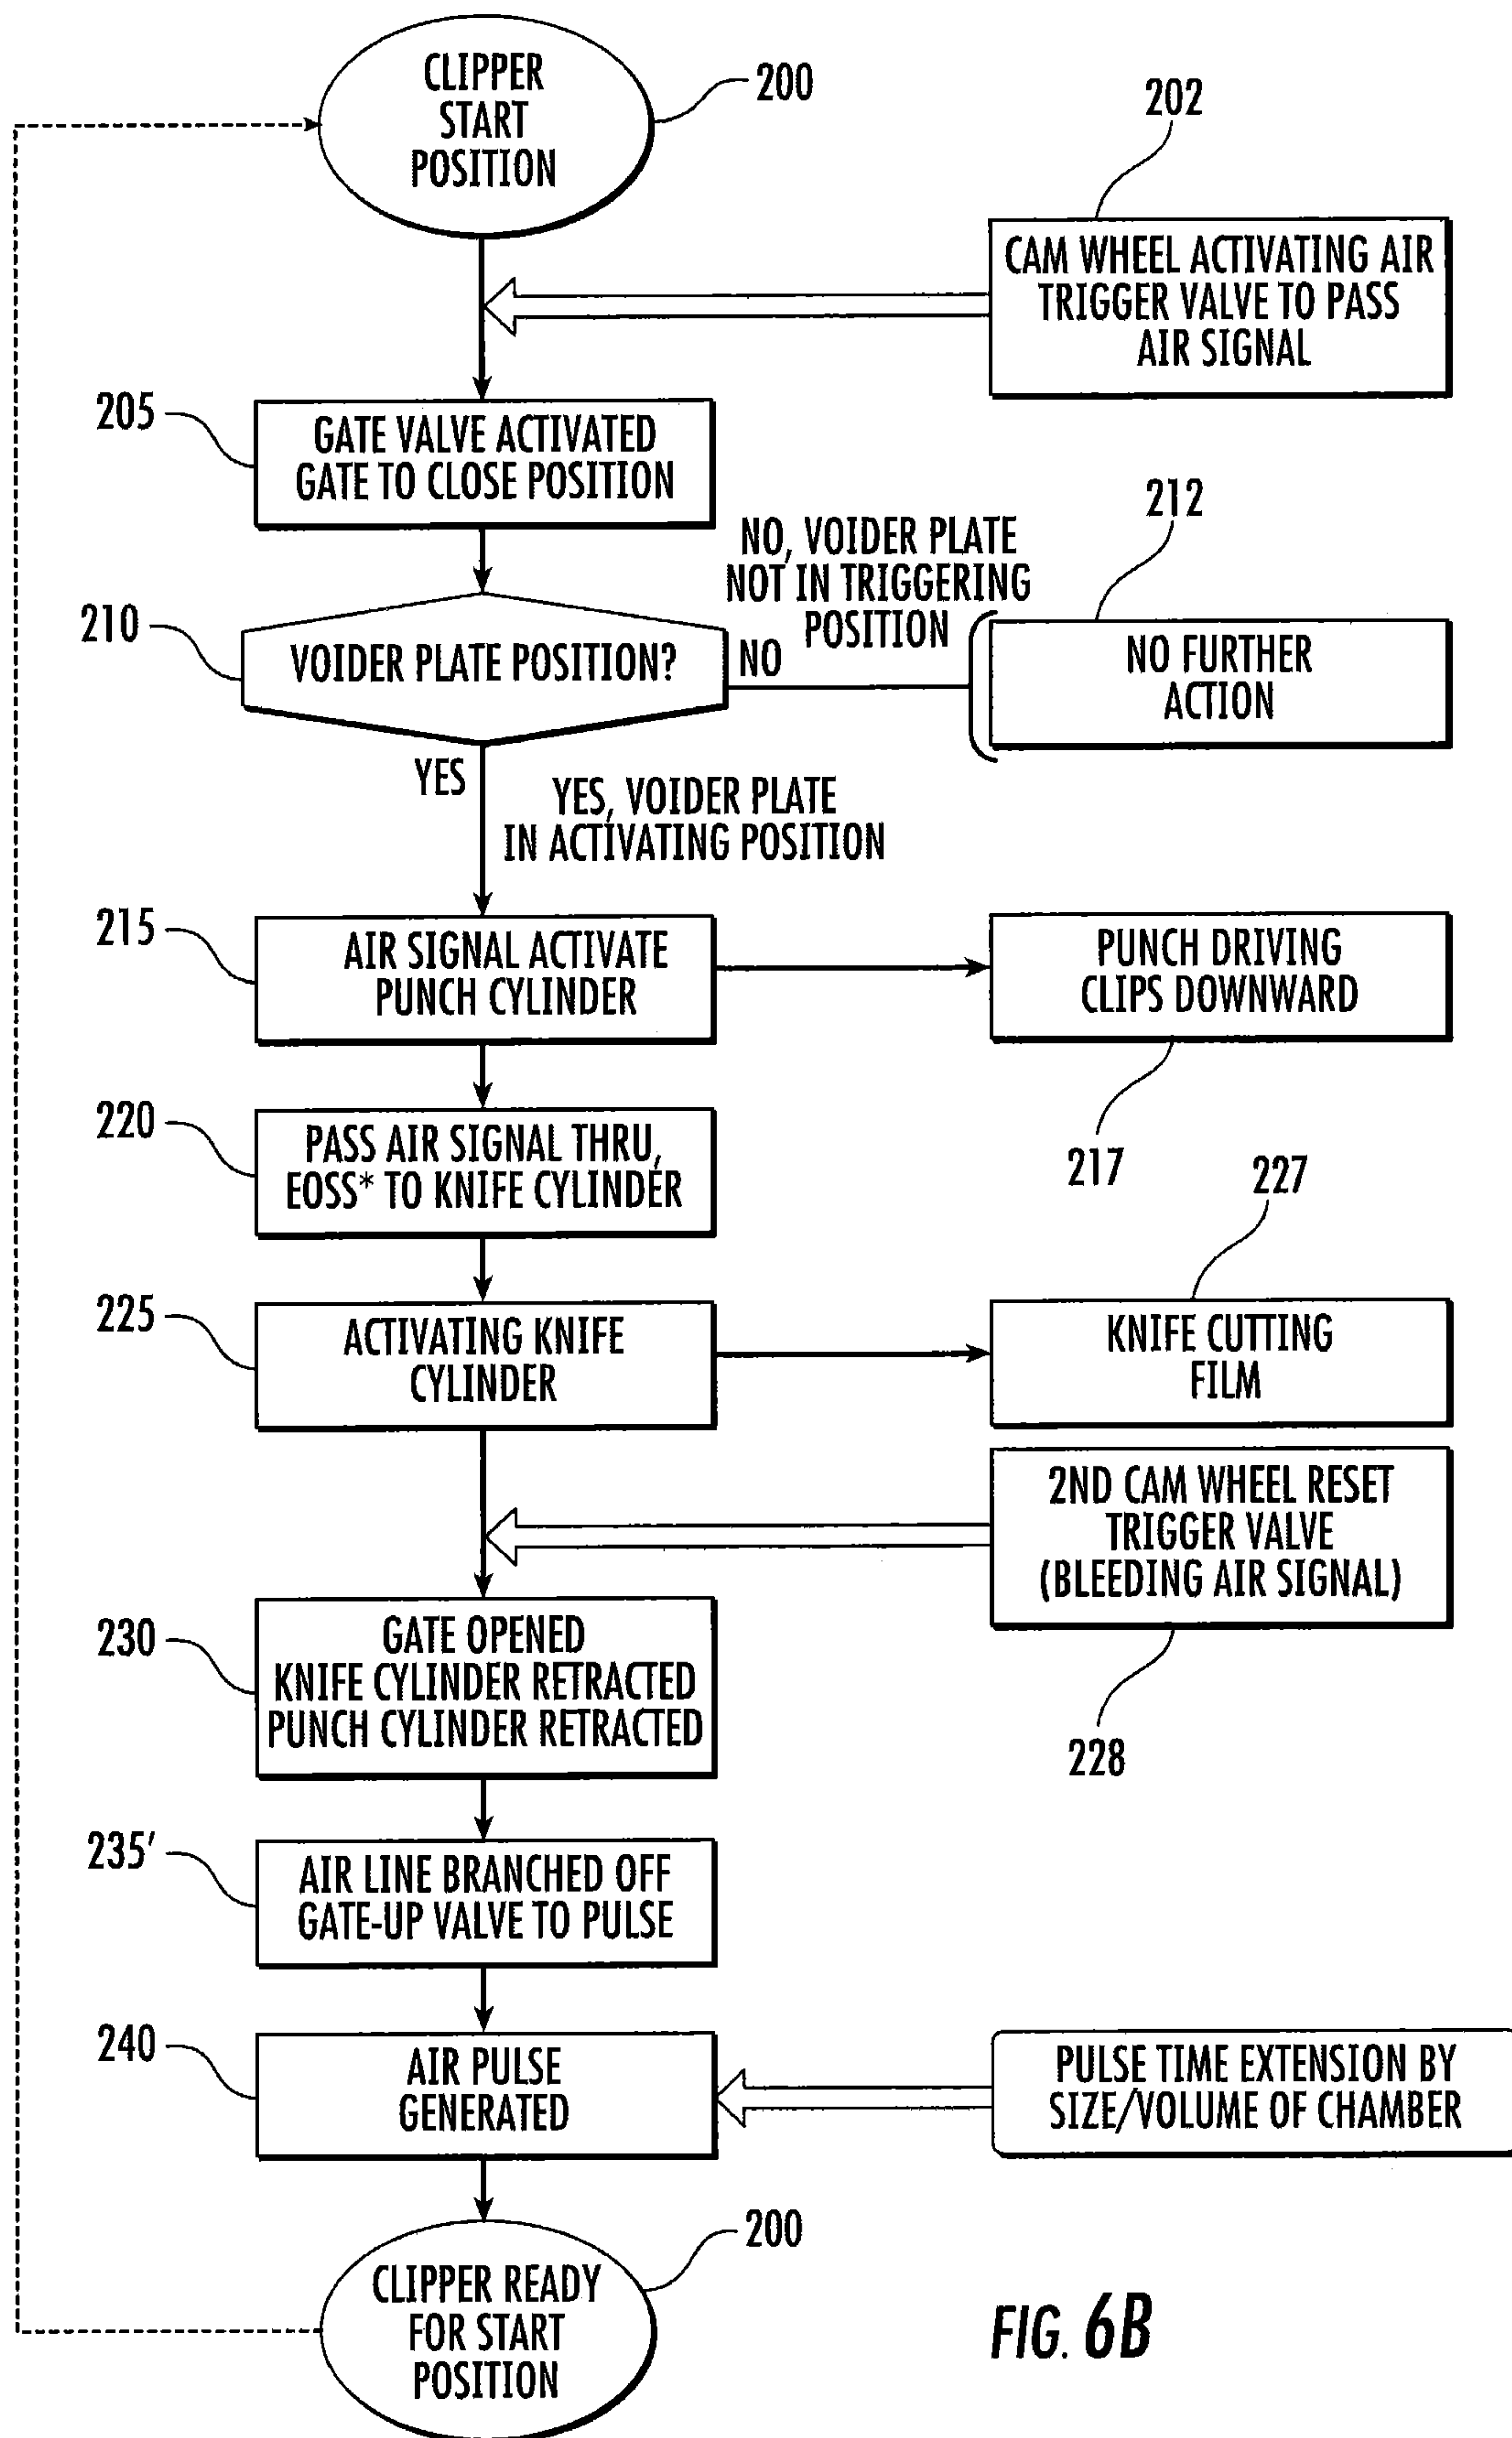 CLIPPER
START
POSITION
200
202
CAM WHEEL ACTIVATING AIR
TRIGGER VALVE TO PASS
AIR SIGNAL
205
GATE VALVE ACTIVATED
GATE TO CLOSE POSITION
210
VOIDER PLATE POSITION?
NO, VOIDER PLATE
NOT IN TRIGGERING
POSITION
NO
212
NO FURTHER
ACTION
YES
YES, VOIDER PLATE
IN ACTIVATING POSITION
215
AIR SIGNAL ACTIVATE
PUNCH CYLINDER
PUNCH DRIVING
CLIPS DOWNWARD
217
220
PASS AIR SIGNAL THRU,
EOSS* TO KNIFE CYLINDER
225
ACTIVATING KNIFE
CYLINDER
227
KNIFE CUTTING
FILM
2ND CAM WHEEL RESET
TRIGGER VALVE
(BLEEDING AIR SIGNAL)
228
230
GATE OPENED
KNIFE CYLINDER RETRACTED
PUNCH CYLINDER RETRACTED
235'
AIR LINE BRANCHED OFF
GATE-UP VALVE TO PULSE
240
AIR PULSE
GENERATED
PULSE TIME EXTENSION BY
SIZE/VOLUME OF CHAMBER
200
CLIPPER READY
FOR START
POSITION
FIG. 6B